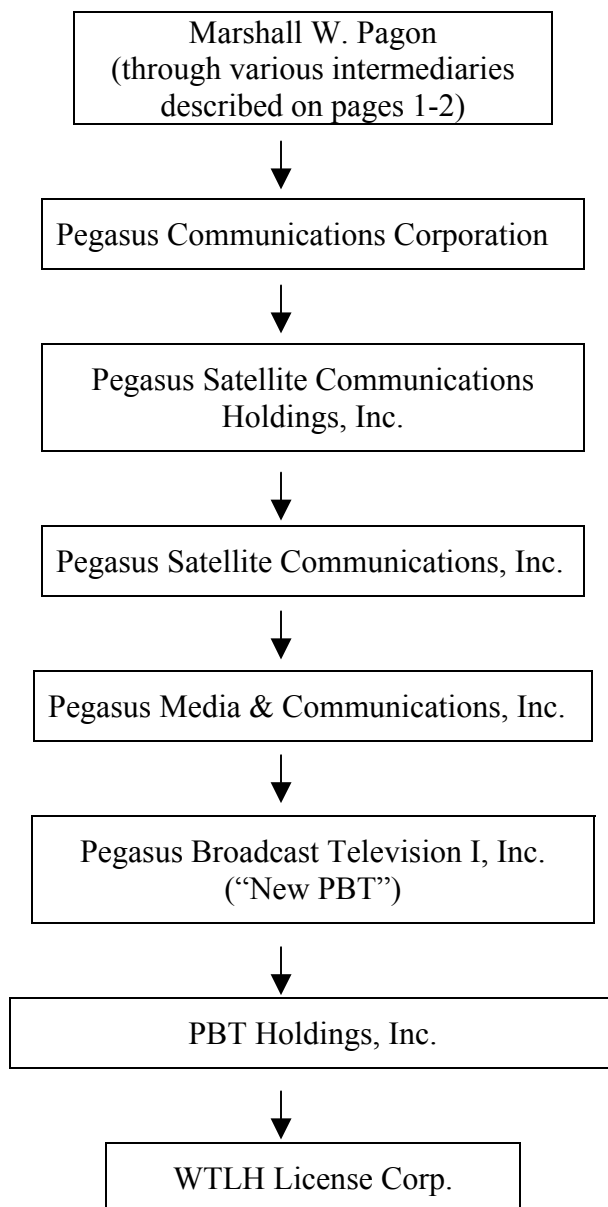 Marshall W. Pagon
(through various intermediaries
described on pages 1-2)
Pegasus Communications Corporation
Pegasus Satellite Communications
Holdings, Inc.
Pegasus Satellite Communications, Inc.
Pegasus Media & Communications, Inc.
Pegasus Broadcast Television I, Inc.
(“New PBT”)
PBT Holdings, Inc.
WTLH License Corp.